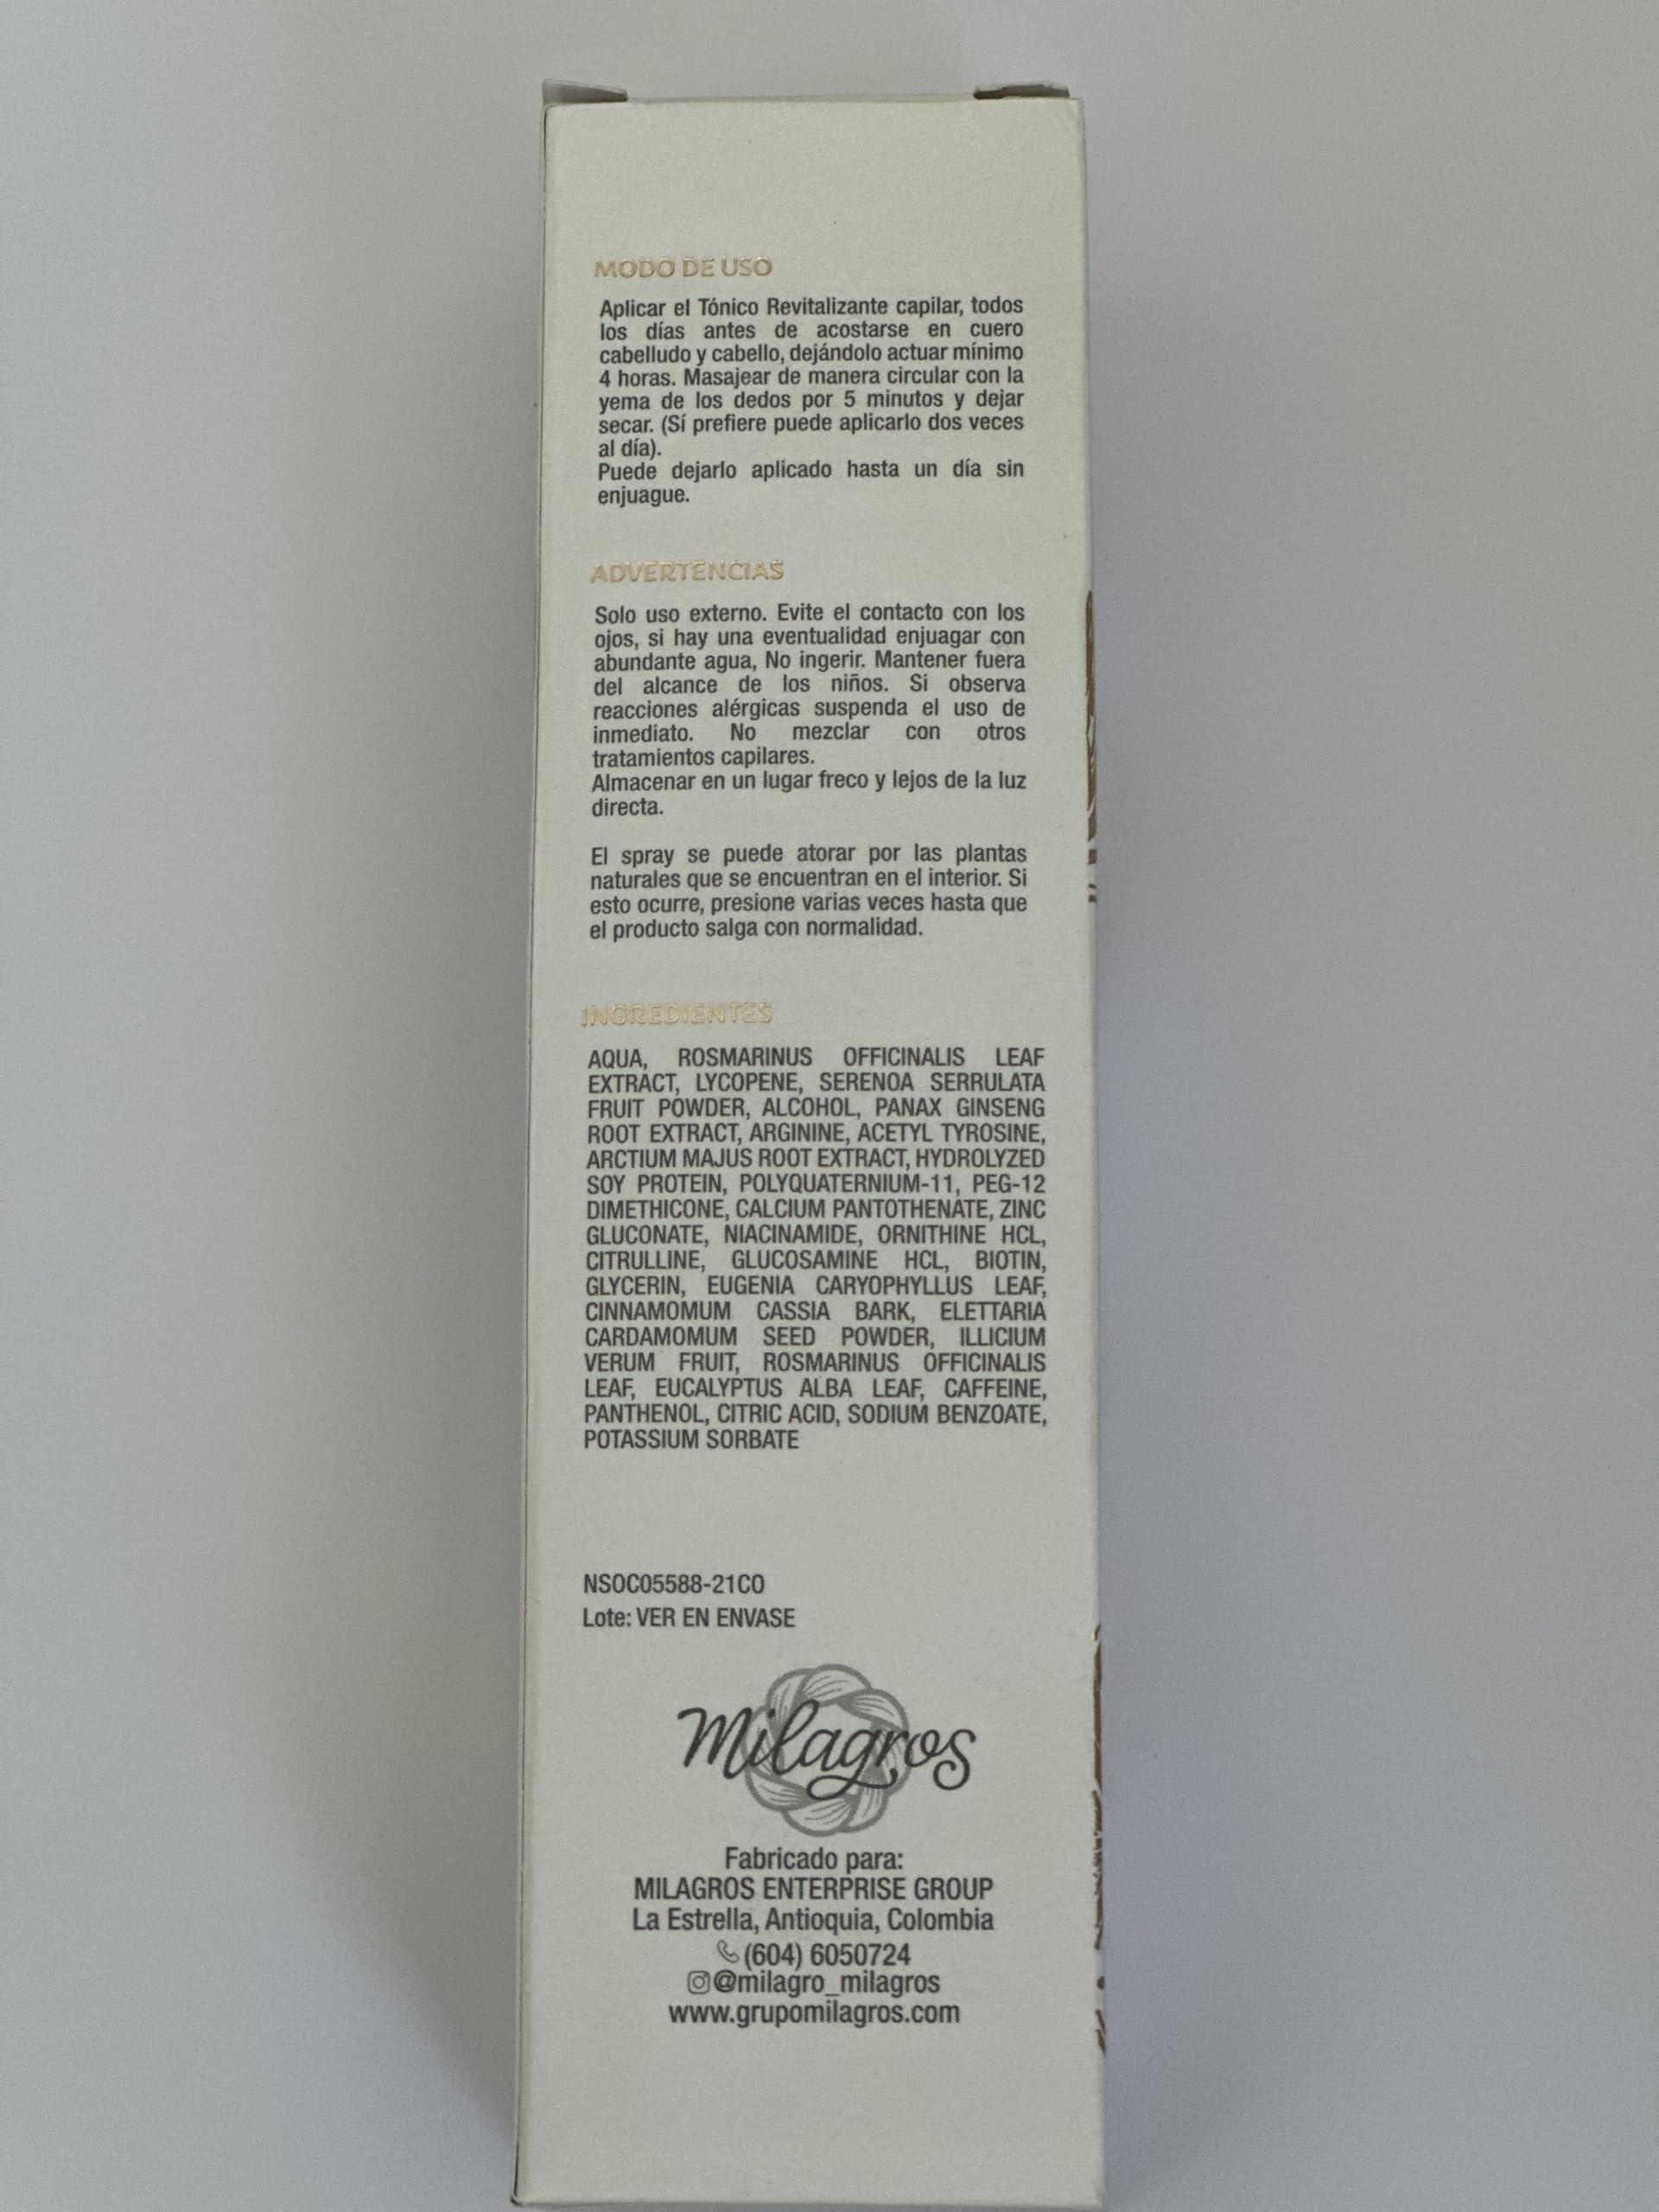 MODO DE USO
Aplicar el Tónico Revitalizante capilar, todos
los días antes de acostarse en cuero
cabelludo y cabello, dejándolo actuar mínimo
4 horas. Masajear de manera circular con la
yema de los dedos por 5 minutos y dejar
secar. (Sí prefiere puede aplicarlo dos veces
al día).
Puede dejarlo aplicado hasta un día sin
enjuague.
ADVERTENCIAS
Solo uso externo. Evite el contacto con los
ojos, si hay una eventualidad enjuagar con
abundante agua, No ingerir. Mantener fuera
del alcance de los niños. Si observa
reacciones alérgicas suspenda el uso de
inmediato. No mezclar con otros
tratamientos capilares.
Almacenar en un lugar freco y lejos de la luz
directa.
El spray se puede atorar por las plantas
naturales que se encuentran en el interior. Si
esto ocurre, presione varias veces hasta que
el producto salga con normalidad.
INGREDIENTES
AQUA, ROSMARINUS OFFICINALIS LEAF
EXTRACT, LYCOPENE, SERENOA SERRULATA
FRUIT POWDER, ALCOHOL, PANAX GINSENG
ROOT EXTRACT, ARGININE, ACETYL TYROSINE,
ARCTIUM MAJUS ROOT EXTRACT, HYDROLYZED
SOY PROTEIN, POLYQUATERNIUM-11, PEG-12
DIMETHICONE, CALCIUM PANTOTHENATE, ZINC
GLUCONATE, NIACINAMIDE, ORNITHINE HCL,
CITRULLINE, GLUCOSAMINE HCL, BIOTIN,
GLYCERIN, EUGENIA CARYOPHYLLUS LEAF,
CINNAMOMUM CASSIA BARK, ELETTARIA
CARDAMOMUM SEED POWDER, ILLICIUM
VERUM FRUIT, ROSMARINUS OFFICINALIS
LEAF, EUCALYPTUS ALBA LEAF, CAFFEINE,
PANTHENOL, CITRIC ACID, SODIUM BENZOATE,
POTASSIUM SORBATE
NSOC05588-21CO
Lote: VER EN ENVASE
Milagros
Fabricado para:
MILAGROS ENTERPRISE GROUP
La Estrella, Antioquia, Colombia
(604) 6050724
@milagro_milagros
www.grupomilagros.com